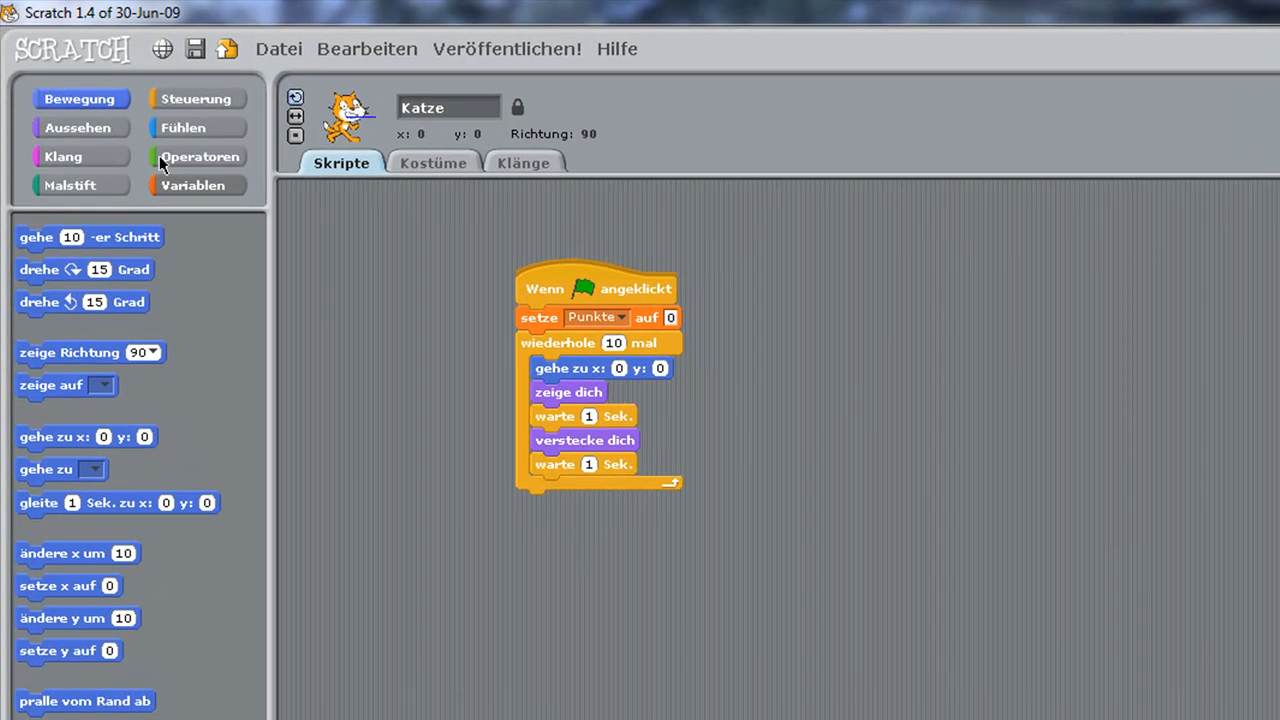 Scratch 1.4 of 30-Jun-09
SCRATCH Datei Bearbeiten Veröffentlichen! Hilfe
Bewegung Steuerung
Aussehen Fühlen
Klang Operatoren
Malstift Variablen
Katze
x: 0 y: 0 Richtung: 90
Skripte Kostüme Klänge
gehe 10 -er Schritt
drehe 15 Grad
drehe 15 Grad
zeige Richtung 90
zeige auf
gehe zu x: 0 y: 0
gehe zu
gleite 1 Sek. zu x: 0 y: 0
ändere x um 10
setze x auf 0
ändere y um 10
setze y auf 0
pralle vom Rand ab
Wenn angeklickt
setze Punkte auf 0
wiederhole 10 mal
gehe zu x: 0 y: 0
zeige dich
warte 1 Sek.
verstecke dich
warte 1 Sek.